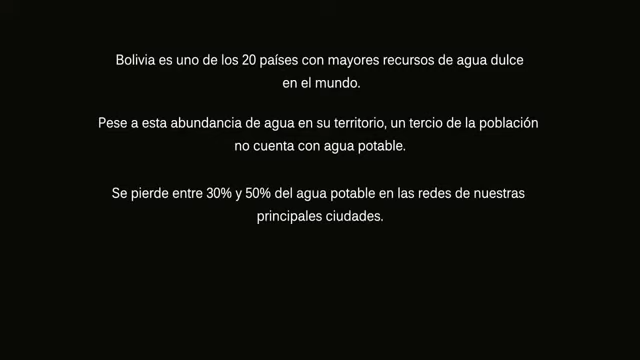 Bolivia es uno de los 20 países con mayores recursos de agua dulce
en el mundo.
Pese a esta abundancia de agua en su territorio, un tercio de la población
no cuenta con agua potable.
Se pierde entre 30% y 50% del agua potable en las redes de nuestras
principales ciudades.